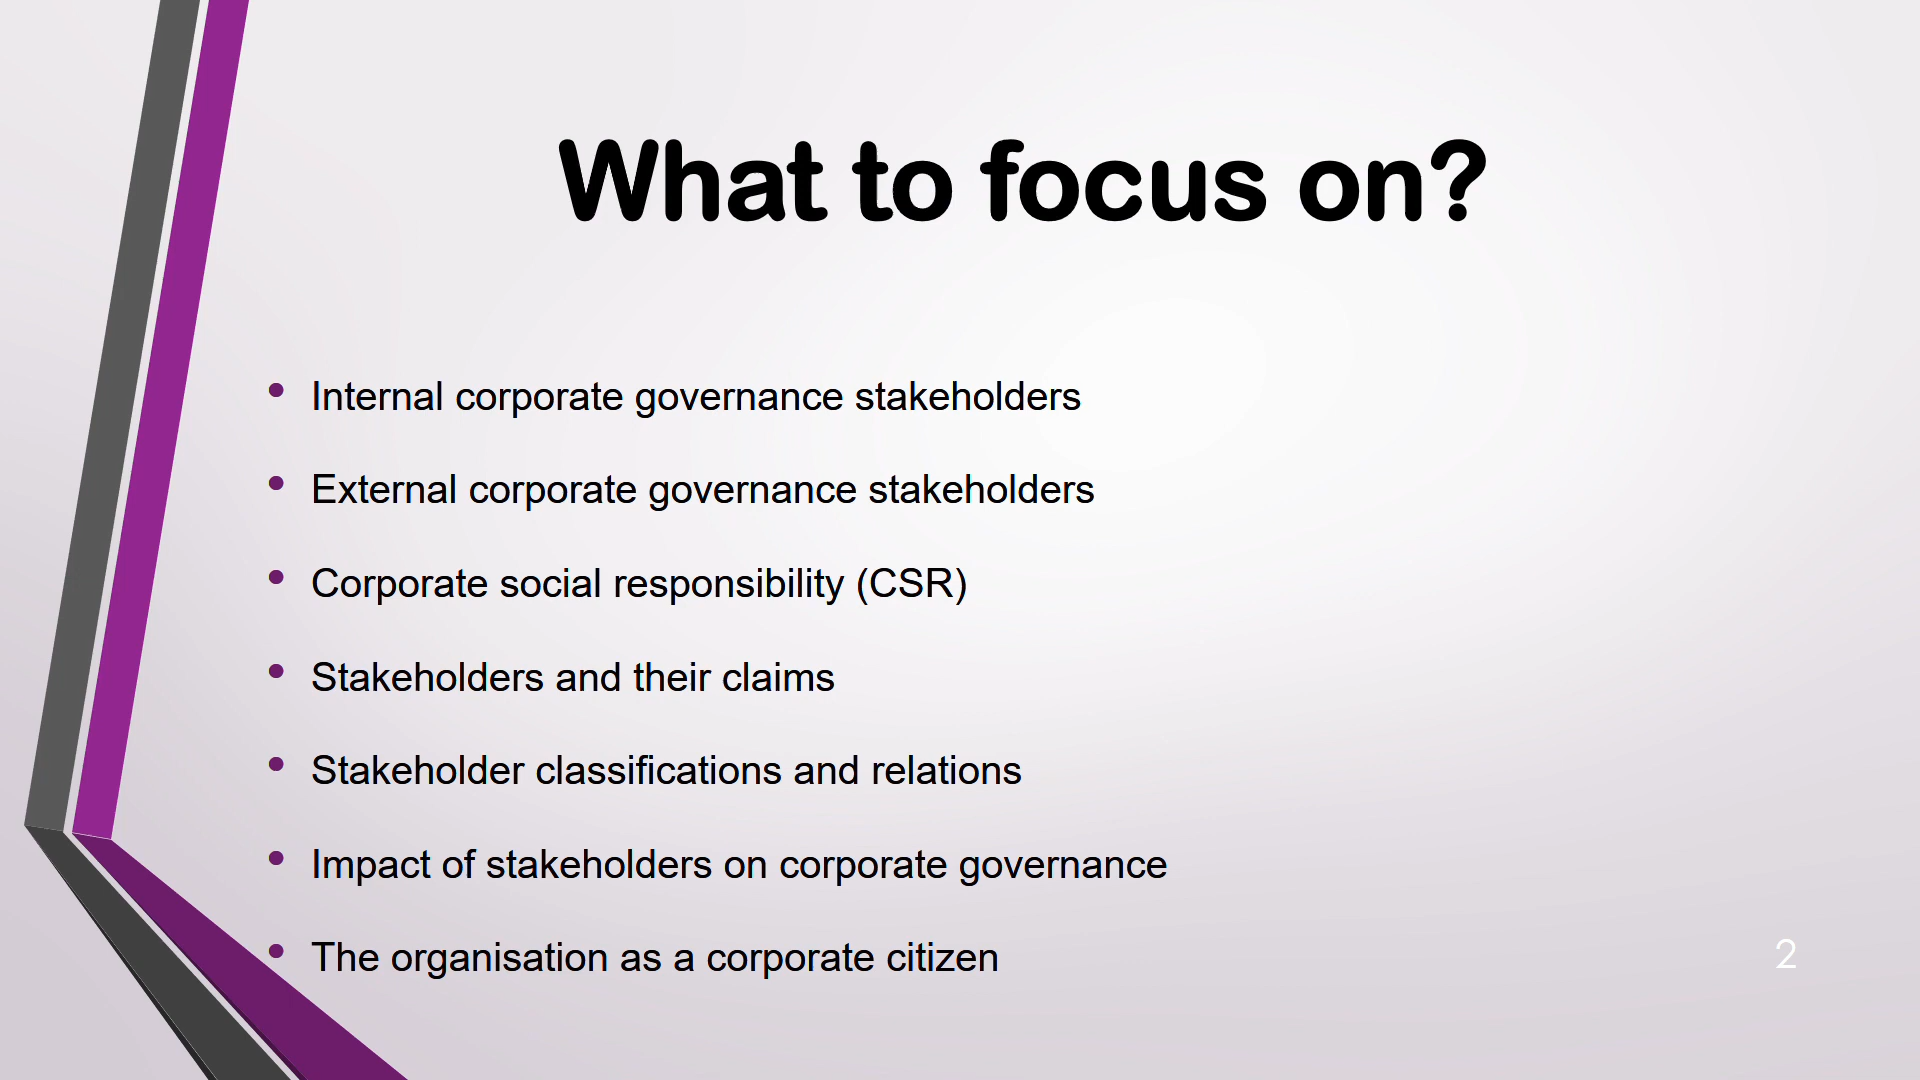 What to focus on?
• Internal corporate governance stakeholders
• External corporate governance stakeholders
• Corporate social responsibility (CSR)
• Stakeholders and their claims
• Stakeholder classifications and relations
• Impact of stakeholders on corporate governance
• The organisation as a corporate citizen
2